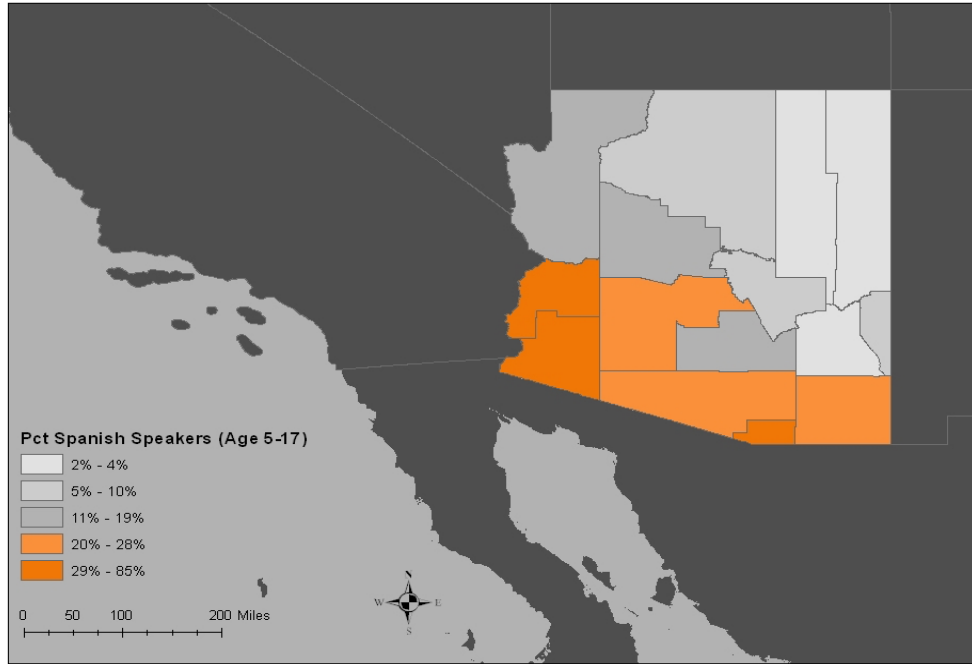 Pct Spanish Speakers (Age 5-17)
2% - 4%
5% - 10%
11% - 19%
20% - 28%
29% - 85%
N
W E
S
0 50 100 200 Miles